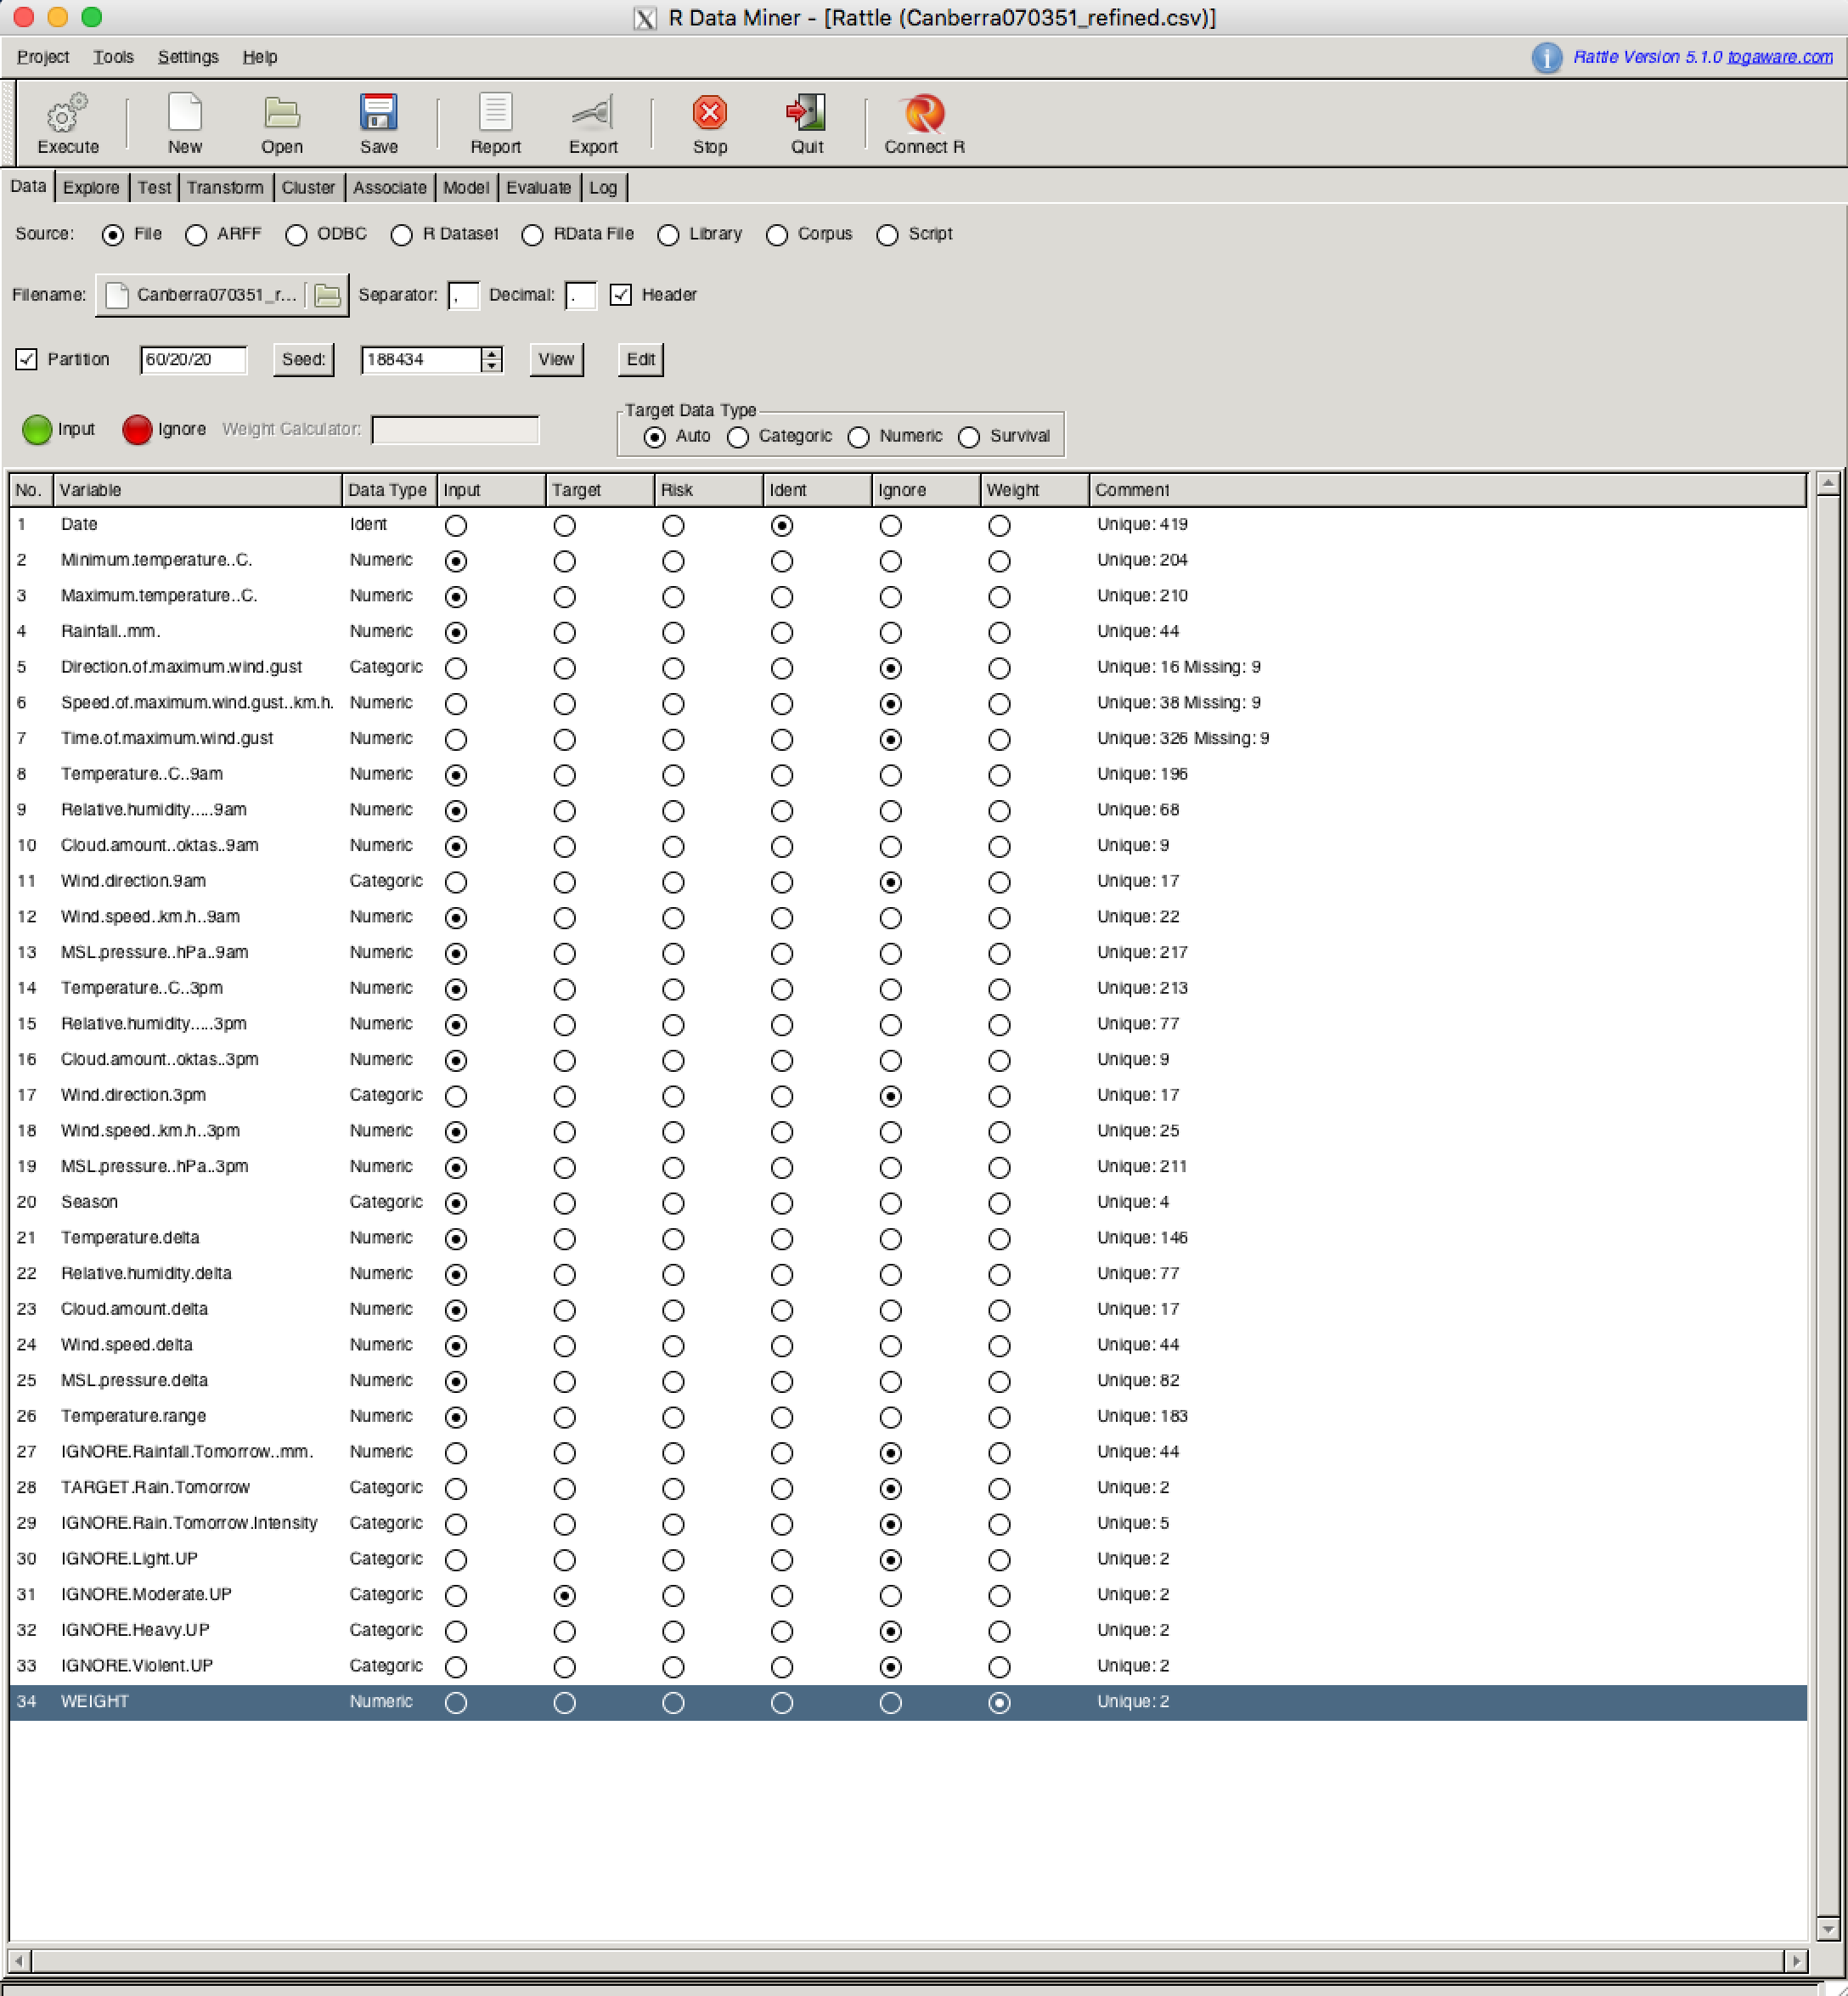 R Data Miner - [Rattle (Canberra070351_refined.csv)]
Project Tools Settings Help Rattle Version 5.1.0 togaware.com
Execute New Open Save Report Export Stop Quit Connect R
Data Explore Test Transform Cluster Associate Model Evaluate Log
Source: File ARFF ODBC R Dataset RData File Library Corpus Script
Filename: Canberra070351_r... Separator: , Decimal: . Header
Partition 60/20/20 Seed: 188434 View Edit
Target Data Type
Input Ignore Weight Calculator: Auto Categoric Numeric Survival
No. Variable Data Type Input Target Risk Ident Ignore Weight Comment
1 Date Ident Unique: 419
2 Minimum.temperature..C. Numeric Unique: 204
3 Maximum.temperature..C. Numeric Unique: 210
4 Rainfall..mm. Numeric Unique: 44
5 Direction.of.maximum.wind.gust Categoric Unique: 16 Missing: 9
6 Speed.of.maximum.wind.gust..km.h. Numeric Unique: 38 Missing: 9
7 Time.of.maximum.wind.gust Numeric Unique: 326 Missing: 9
8 Temperature..C..9am Numeric Unique: 196
9 Relative.humidity.....9am Numeric Unique: 68
10 Cloud.amount..oktas..9am Numeric Unique: 9
11 Wind.direction.9am Categoric Unique: 17
12 Wind.speed..km.h..9am Numeric Unique: 22
13 MSL.pressure..hPa..9am Numeric Unique: 217
14 Temperature..C..3pm Numeric Unique: 213
15 Relative.humidity.....3pm Numeric Unique: 77
16 Cloud.amount..oktas..3pm Numeric Unique: 9
17 Wind.direction.3pm Categoric Unique: 17
18 Wind.speed..km.h..3pm Numeric Unique: 25
19 MSL.pressure..hPa..3pm Numeric Unique: 211
20 Season Categoric Unique: 4
21 Temperature.delta Numeric Unique: 146
22 Relative.humidity.delta Numeric Unique: 77
23 Cloud.amount.delta Numeric Unique: 17
24 Wind.speed.delta Numeric Unique: 44
25 MSL.pressure.delta Numeric Unique: 82
26 Temperature.range Numeric Unique: 183
27 IGNORE.Rainfall.Tomorrow..mm. Numeric Unique: 44
28 TARGET.Rain.Tomorrow Categoric Unique: 2
29 IGNORE.Rain.Tomorrow.Intensity Categoric Unique: 5
30 IGNORE.Light.UP Categoric Unique: 2
31 IGNORE.Moderate.UP Categoric Unique: 2
32 IGNORE.Heavy.UP Categoric Unique: 2
33 IGNORE.Violent.UP Categoric Unique: 2
34 WEIGHT Numeric Unique: 2